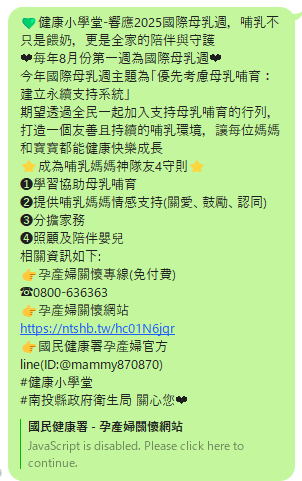 💚健康小學堂-響應2025國際母乳週，哺乳不
只是餵奶，更是全家的陪伴與守護
❤每年8月份第一週為國際母乳週❤
今年國際母乳週主題為｢優先考慮母乳哺育：
建立永續支持系統｣
期望透過全民一起加入支持母乳哺育的行列，
打造一個友善且持續的哺乳環境，讓每位媽媽
和寶寶都能健康快樂成長
⭐成為哺乳媽媽神隊友4守則⭐
❶學習協助母乳哺育
❷提供哺乳媽媽情感支持(關愛、鼓勵、認同)
❸分擔家務
❹照顧及陪伴嬰兒
相關資訊如下:
👉孕產婦關懷專線(免付費)
☎0800-636363
👉孕產婦關懷網站
https://ntshb.tw/hc01N6jqr
👉國民健康署孕產婦官方
line(ID:@mammy870870)
#健康小學堂
#南投縣政府衛生局 關心您❤
國民健康署 - 孕產婦關懷網站
JavaScript is disabled. Please click here to
continue.